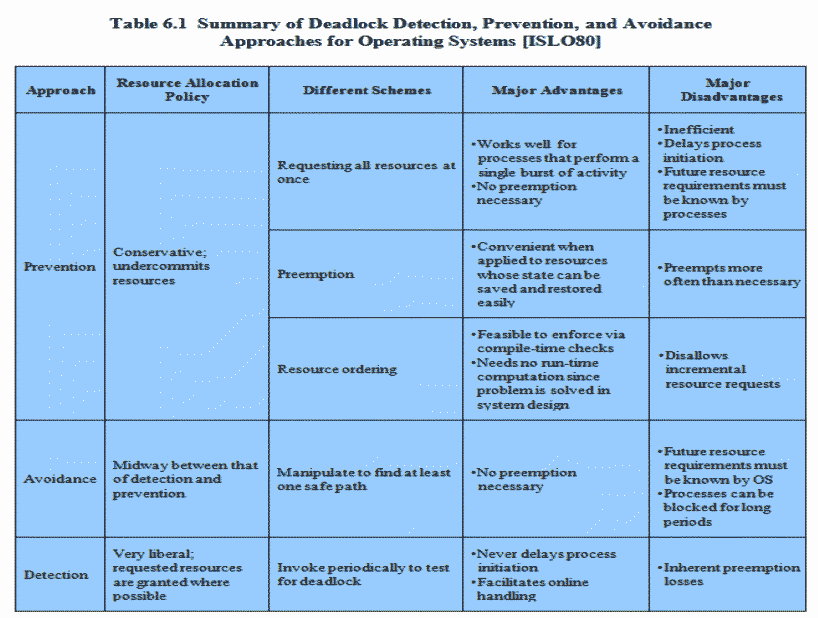 Table 6.1 Summary of Deadlock Detection, Prevention, and Avoidance
Approaches for Operating Systems [ISLO80]
Approach
Resource Allocation
Policy
Different Schemes
Major Advantages
Major
Disadvantages
Prevention
Conservative;
undercommits
resources
Requesting all resources at
once
•Works well for
processes that perform a
single burst of activity
•No preemption
necessary
•Inefficient
•Delays process
initiation
•Future resource
requirements must
be known by
processes
Preemption
•Convenient when
applied to resources
whose state can be
saved and restored
easily
•Preempts more
often than necessary
Resource ordering
•Feasible to enforce via
compile-time checks
•Needs no run-time
computation since
problem is solved in
system design
•Disallows
incremental
resource requests
Avoidance
Midway between that
of detection and
prevention
Manipulate to find at least
one safe path
•No preemption
necessary
•Future resource
requirements must
be known by OS
•Processes can be
blocked for long
periods
Detection
Very liberal;
requested resources
are granted where
possible
Invoke periodically to test
for deadlock
•Never delays process
initiation
•Facilitates online
handling
•Inherent preemption
losses